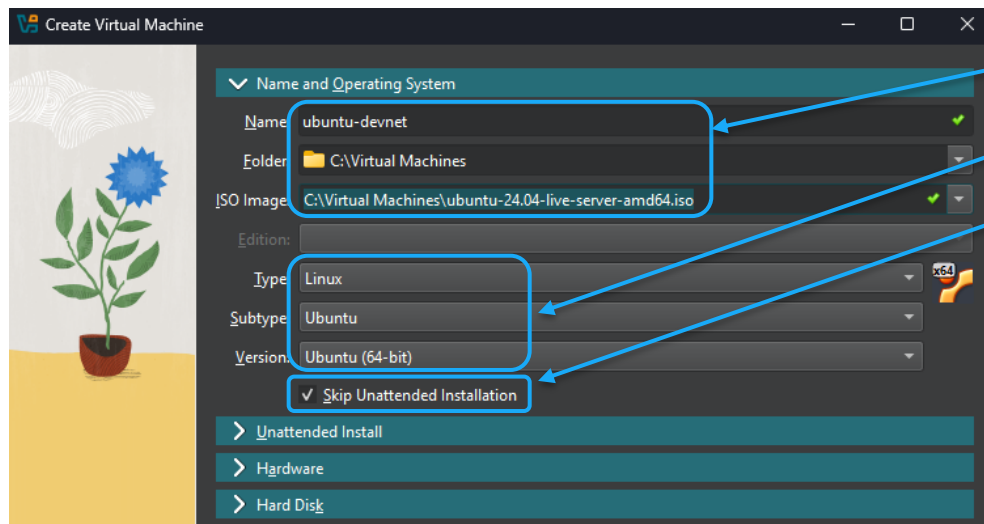 Create Virtual Machine
Name and Operating System
Name: ubuntu-devnet
Folder: C:\Virtual Machines
ISO Image: C:\Virtual Machines\ubuntu-24.04-live-server-amd64.iso
Edition:
Type: Linux
x64
Subtype: Ubuntu
Version: Ubuntu (64-bit)
Skip Unattended Installation
Unattended Install
Hardware
Hard Disk